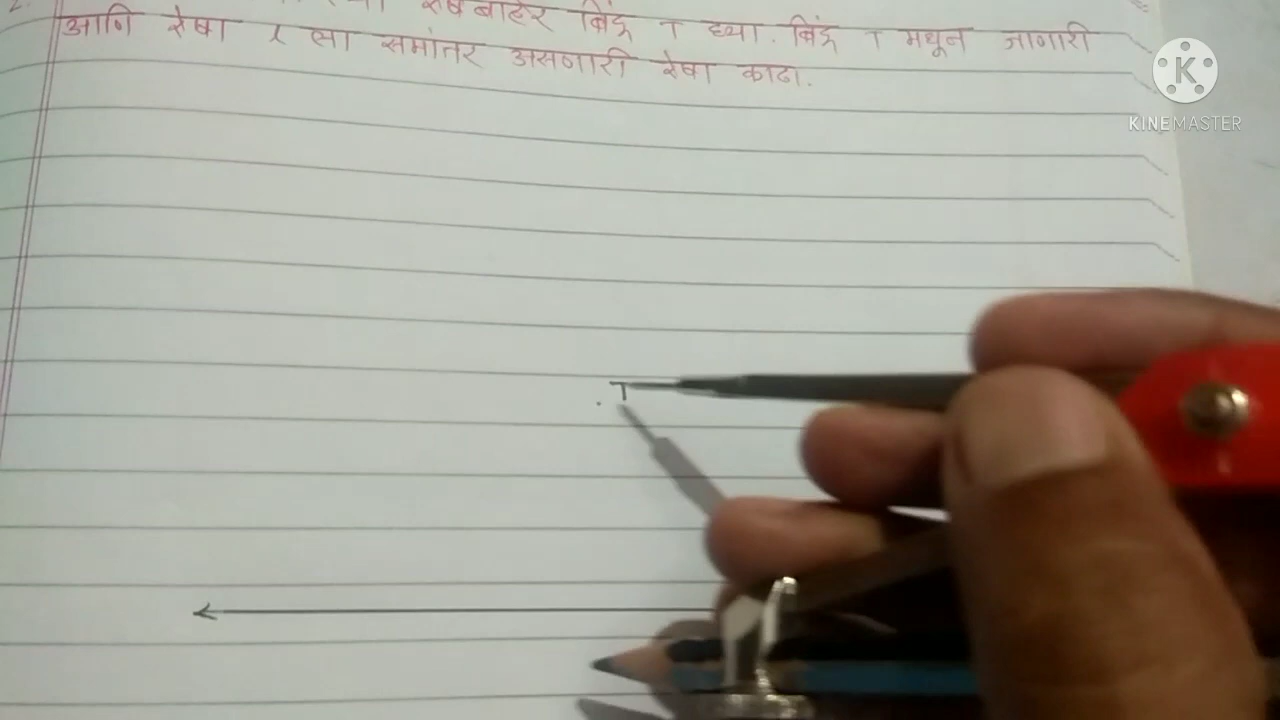 बाहेर बिंदू T घ्या. बिंदू T मधून जाणारी
आणि रेषा l ला समांतर असणारी रेषा काढा.
T
K
KINEMASTER